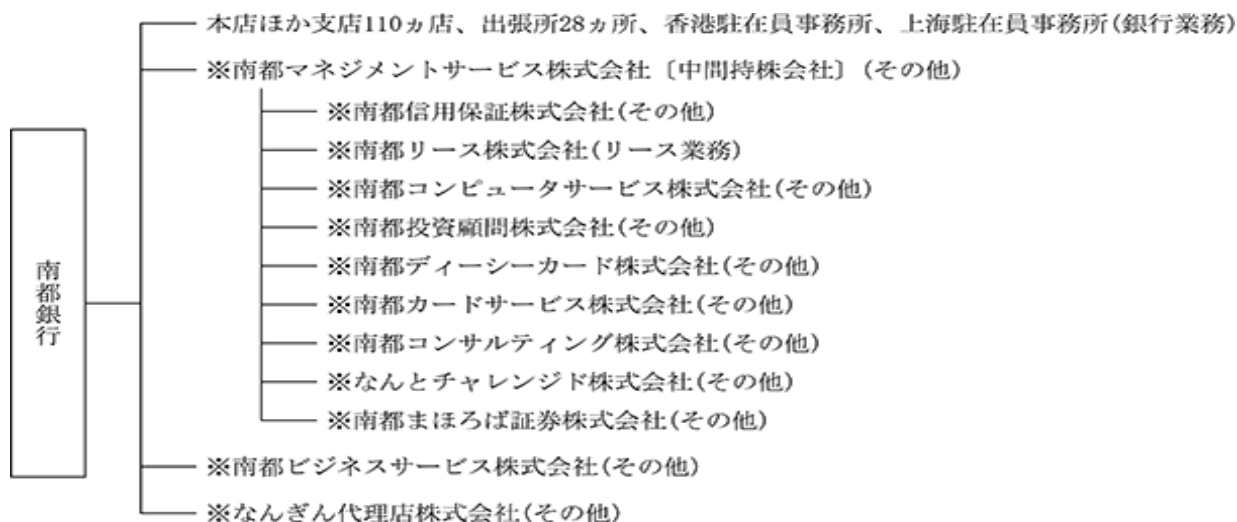 本店ほか支店110ヵ店、出張所28ヵ所、香港駐在員事務所、上海駐在員事務所(銀行業務)
※南都マネジメントサービス株式会社〔中間持株会社〕(その他)
※南都信用保証株式会社(その他)
※南都リース株式会社(リース業務)
※南都コンピュータサービス株式会社(その他)
※南都投資顧問株式会社(その他)
※南都ディーシーカード株式会社(その他)
南都銀行
※南都カードサービス株式会社(その他)
※南都コンサルティング株式会社(その他)
※なんとチャレンジド株式会社(その他)
※南都まほろば証券株式会社(その他)
※南都ビジネスサービス株式会社(その他)
※なんぎん代理店株式会社(その他)